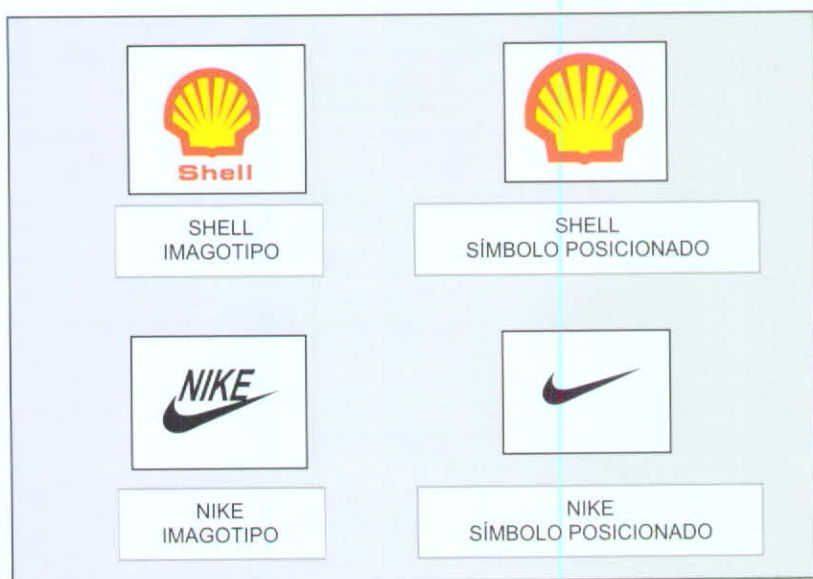 Shell
SHELL
IMAGOTIPO
SHELL
SÍMBOLO POSICIONADO
NIKE
NIKE
IMAGOTIPO
NIKE
SÍMBOLO POSICIONADO